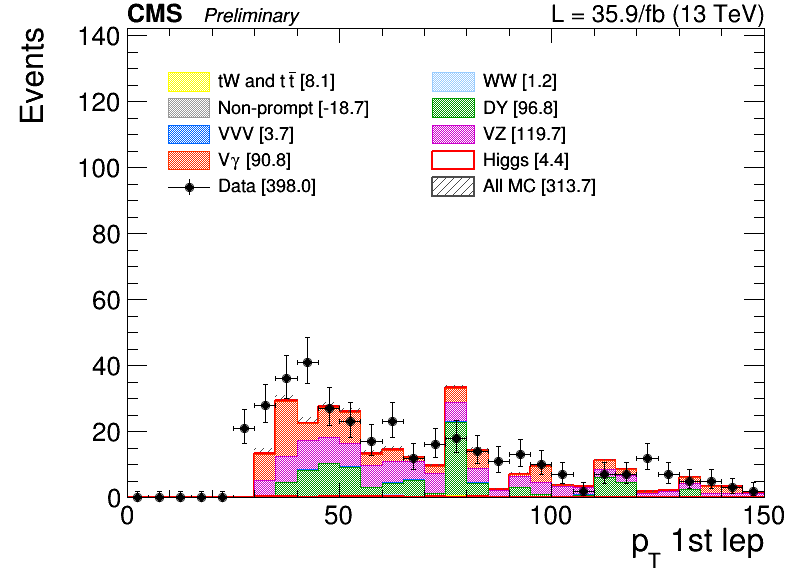 CMS Preliminary L = 35.9/fb (13 TeV)
Events
140
120
100
80
60
40
20
0
tW and t t̄ [8.1]
Non-prompt [-18.7]
VVV [3.7]
Vγ [90.8]
Data [398.0]
WW [1.2]
DY [96.8]
VZ [119.7]
Higgs [4.4]
All MC [313.7]
0 50 100 150
p_T 1st lep